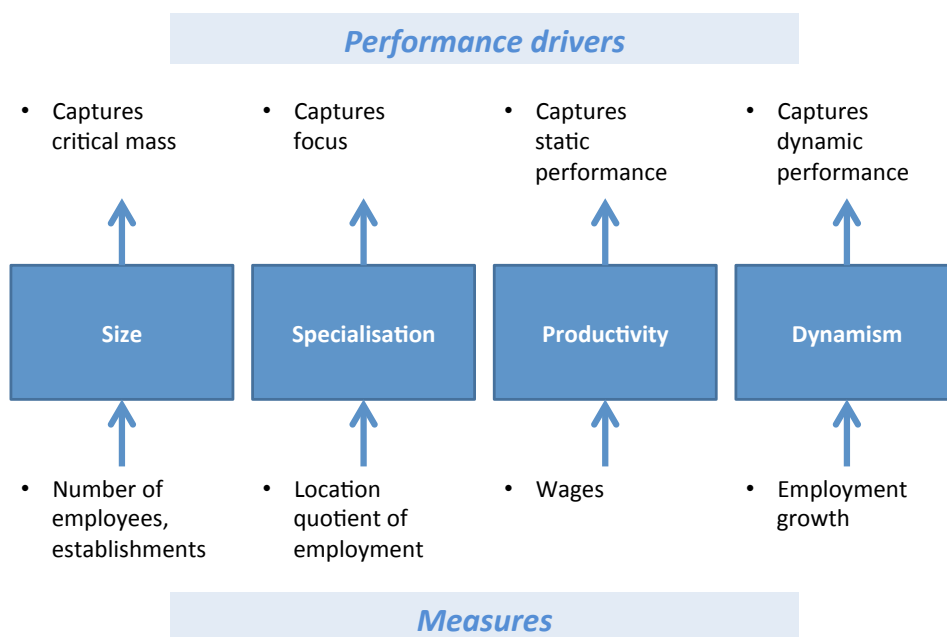 Performance drivers
• Captures
critical mass
• Captures
focus
• Captures
static
performance
• Captures
dynamic
performance
Size
Specialisation
Productivity
Dynamism
• Number of
employees,
establishments
• Location
quotient of
employment
• Wages
• Employment
growth
Measures